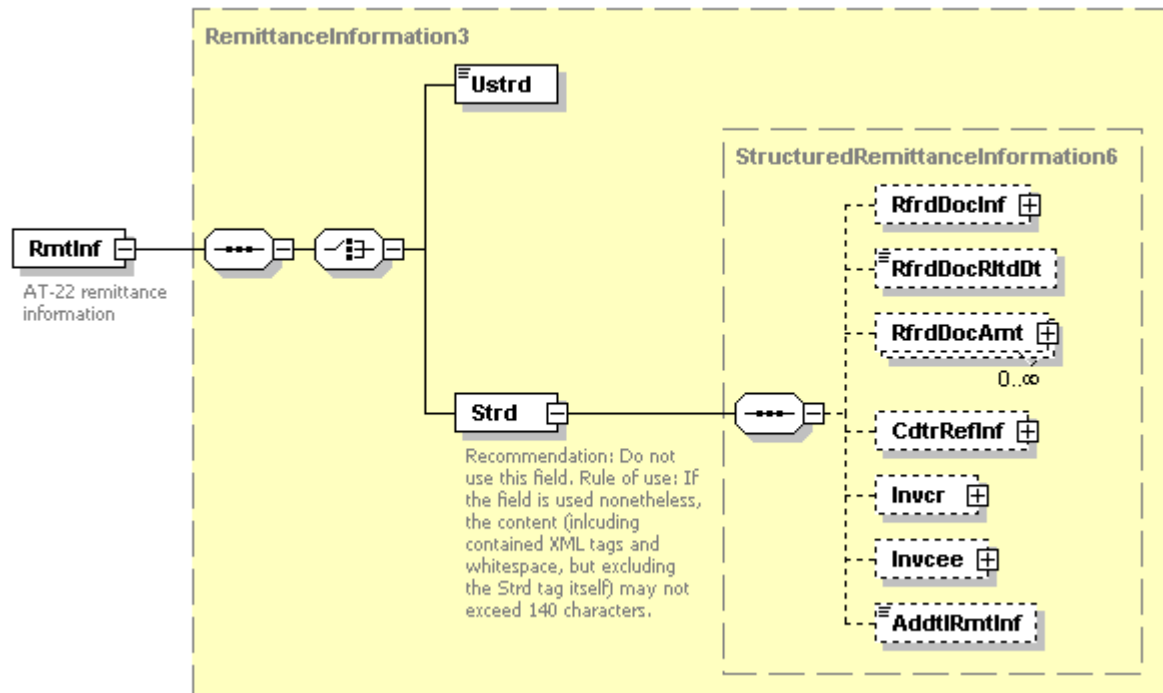 RemittanceInformation3
Ustrd
StructuredRemittanceInformation6
RfrdDocInf
RmtInf
AT-22 remittance
information
RfrdDocRltdDt
RfrdDocAmt
0..∞
Strd
Recommendation: Do not
use this field. Rule of use: If
the field is used nonetheless,
the content (inlcuding
contained XML tags and
whitespace, but excluding
the Strd tag itself) may not
exceed 140 characters.
CdtrRefInf
Invcr
Invcee
AddtlRmtInf